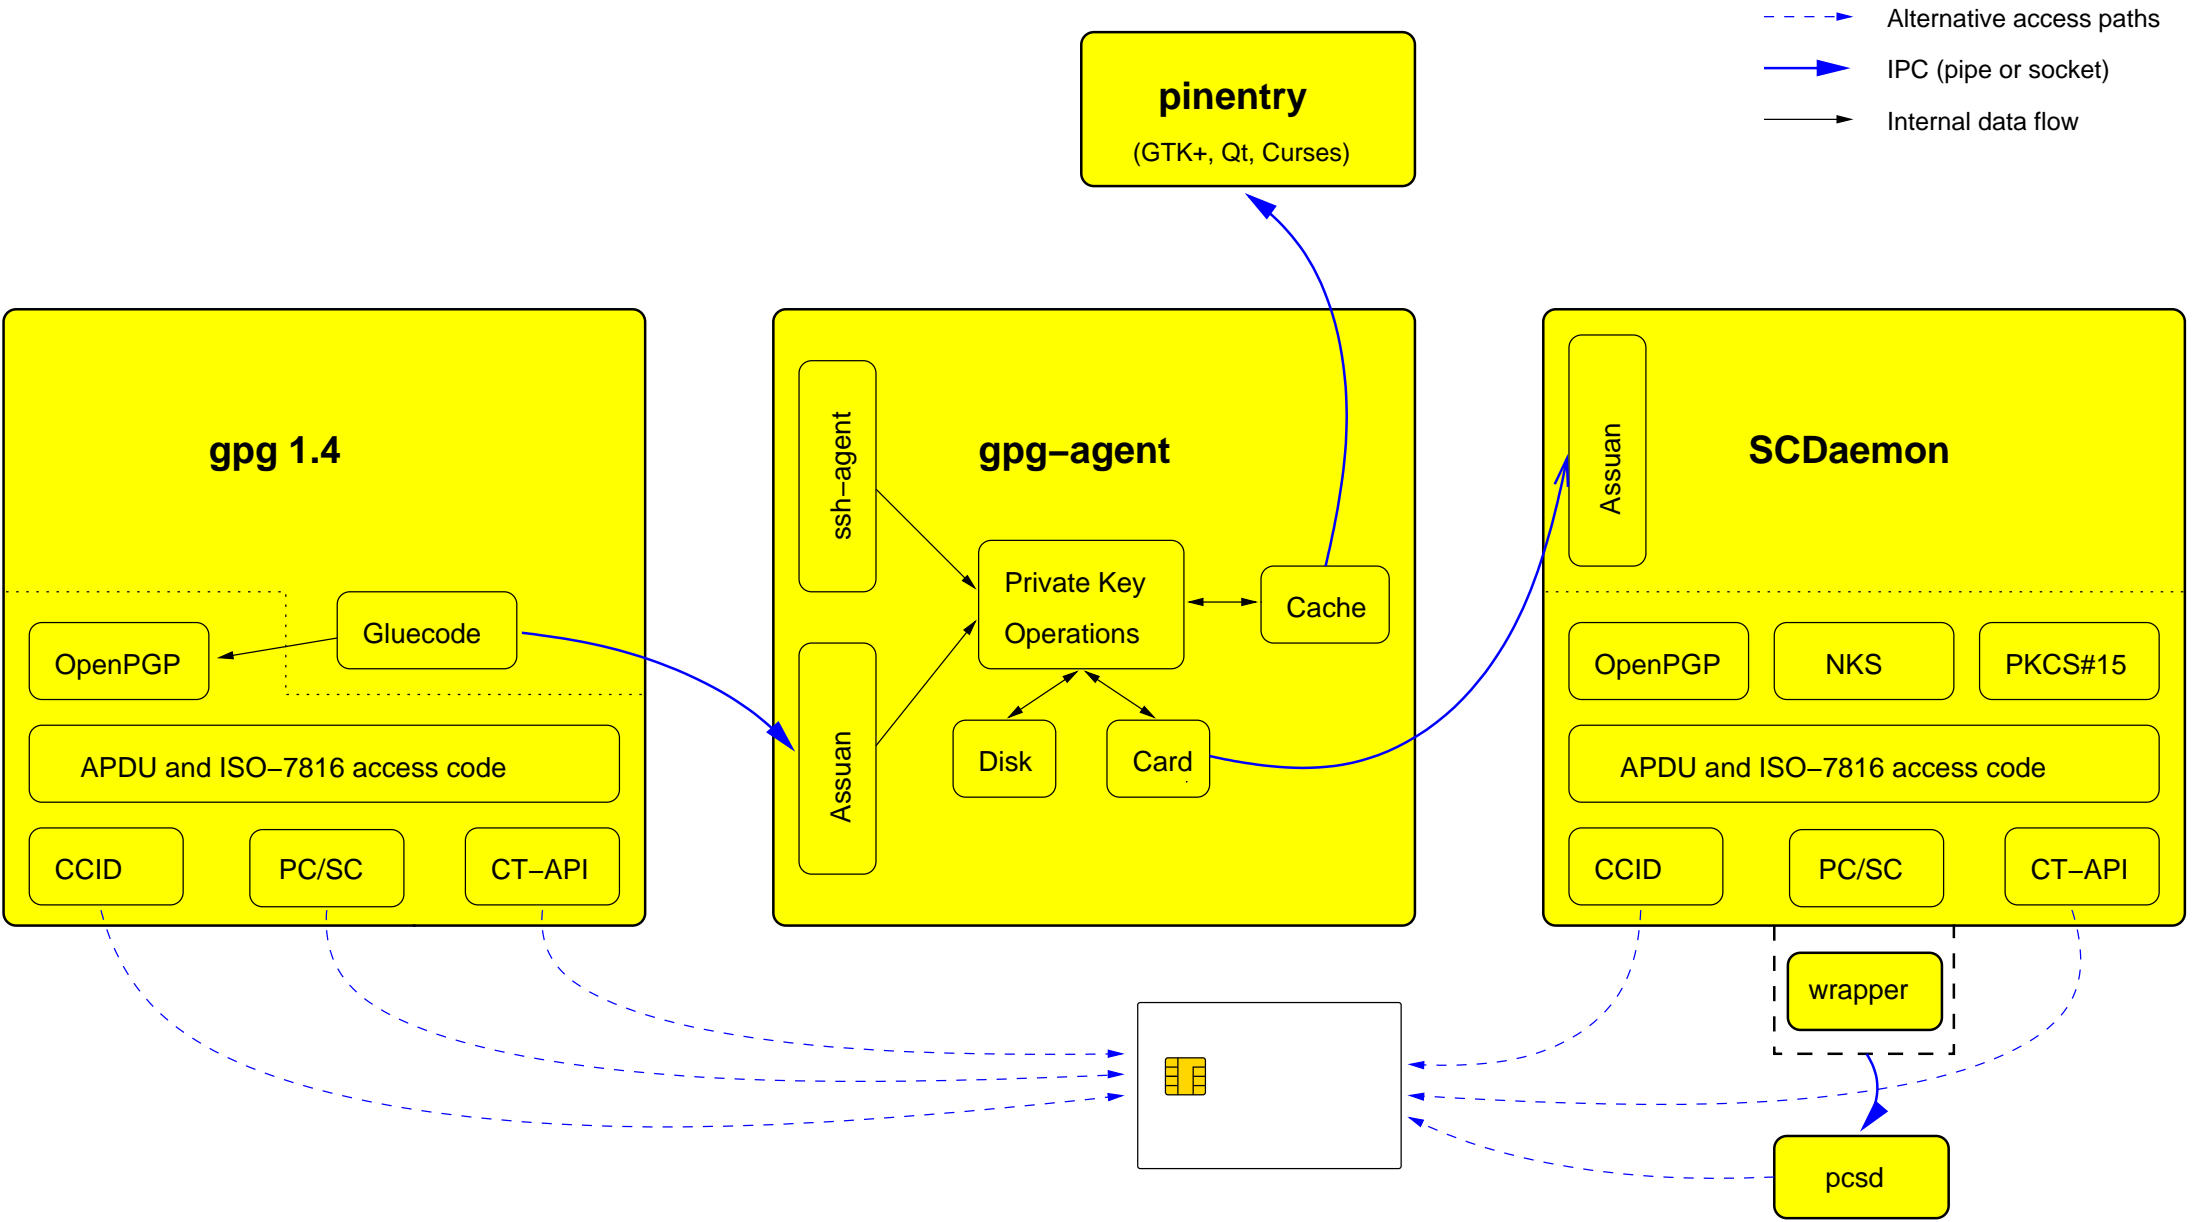 Alternative access paths
IPC (pipe or socket)
Internal data flow
pinentry
(GTK+, Qt, Curses)
gpg 1.4
Gluecode
OpenPGP
APDU and ISO−7816 access code
CCID
PC/SC
CT−API
gpg−agent
ssh−agent
Private Key
Operations
Cache
Assuan
Disk
Card
SCDaemon
Assuan
OpenPGP
NKS
PKCS#15
APDU and ISO−7816 access code
CCID
PC/SC
CT−API
wrapper
pcsd